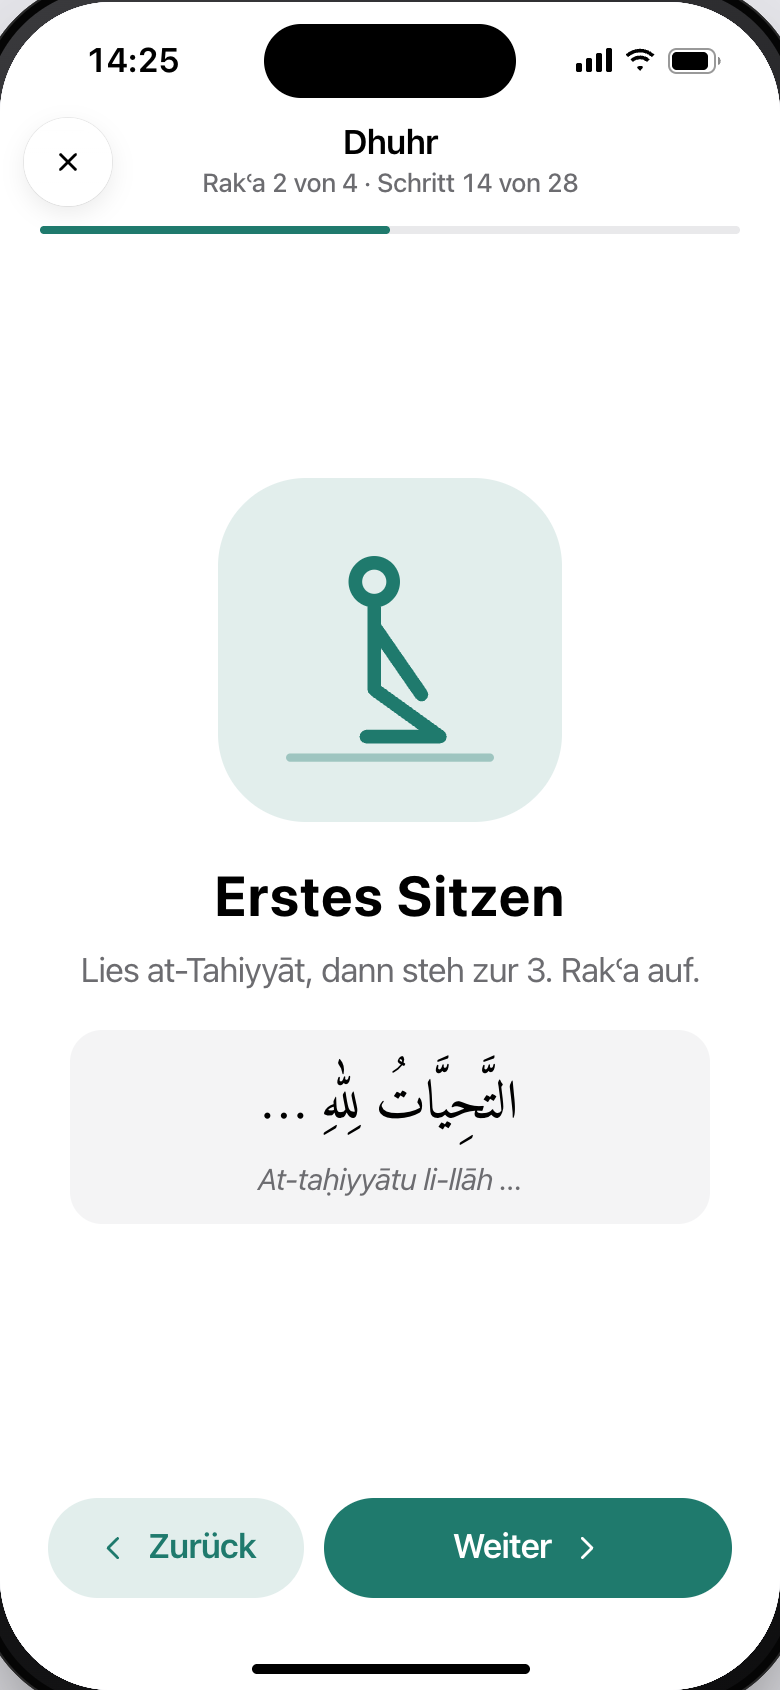 14:25
Dhuhr
Rakʿa 2 von 4 · Schritt 14 von 28
Erstes Sitzen
Lies at-Tahiyyāt, dann steh zur 3. Rakʿa auf.
التَّحِيَّاتُ لِلّٰهِ ...
At-taḥiyyātu li-llāh ...
Zurück
Weiter